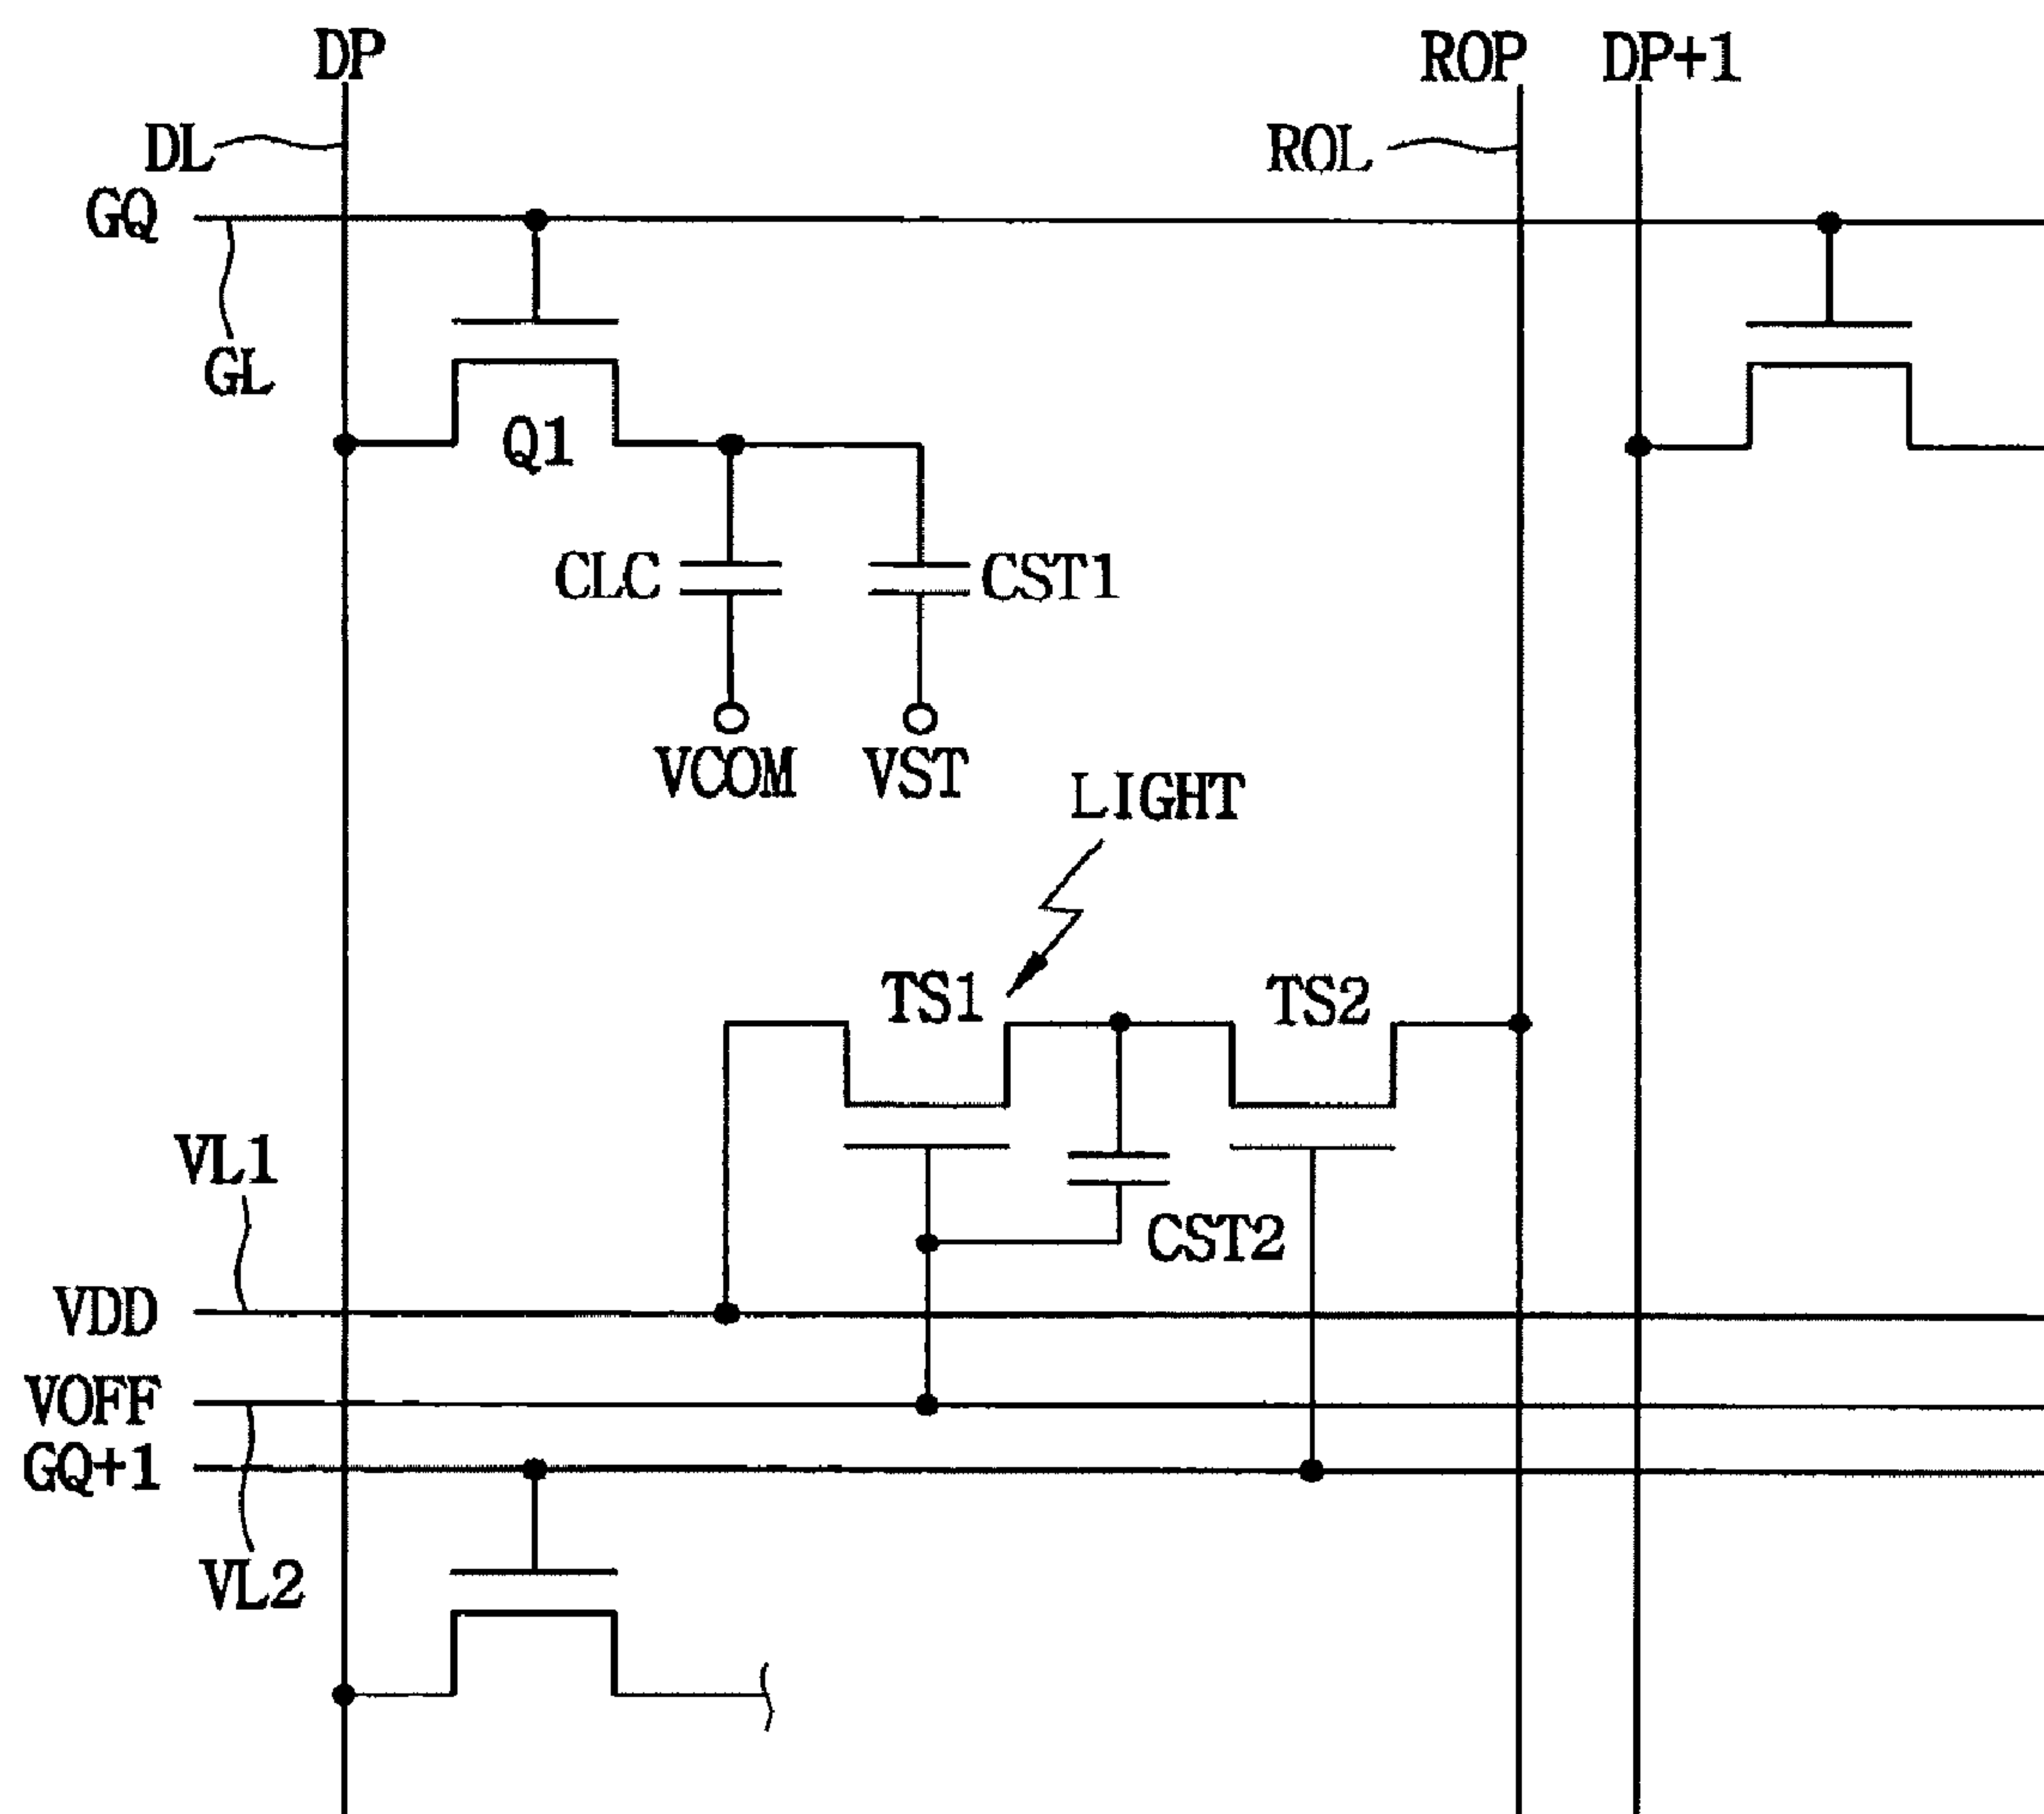 DP
ROP
DP+1
DL
ROL
GQ
GL
Q1
CLC
CST1
VCOM
VST
LIGHT
TS1
TS2
VL1
CST2
VDD
VOFF
GQ+1
VL2